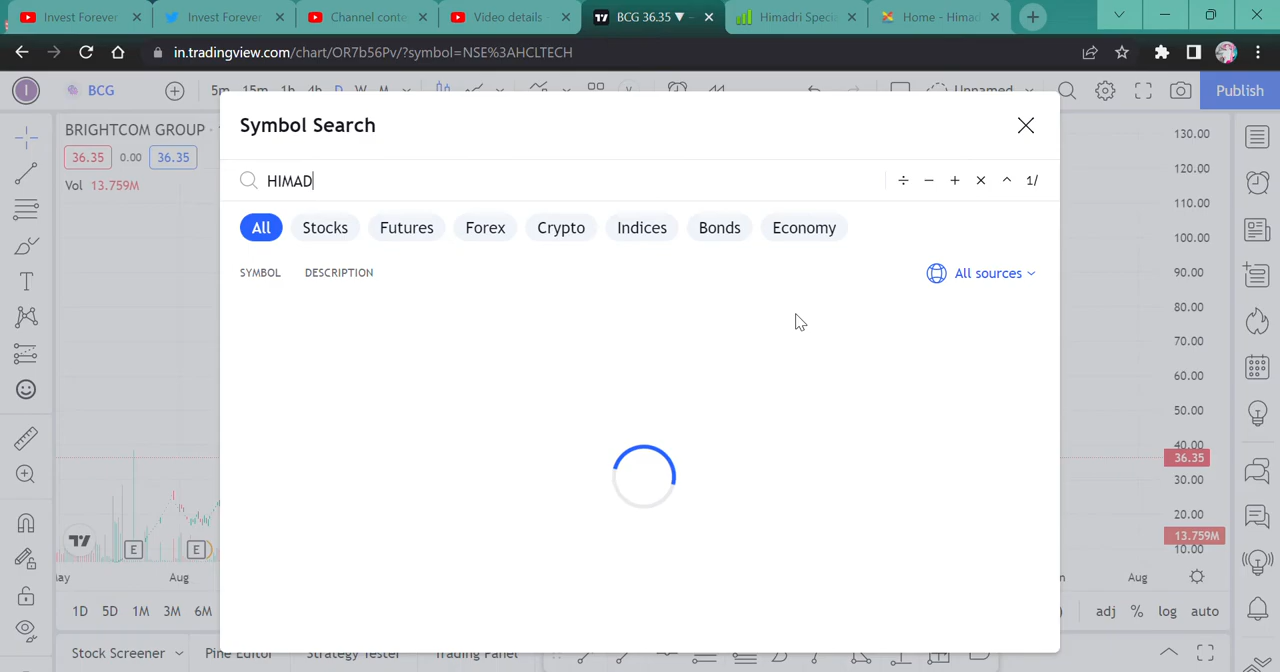 Invest Forever
Invest Forever
Channel conte
Video details -
BCG 36.35 ▼ -
Himadri Speci
Home - Himad
in.tradingview.com/chart/OR7b56Pv/?symbol=NSE%3AHCLTECH
I
BCG
5m 15m 1h 4h D W M
Unnamed
Publish
BRIGHTCOM GROUP
36.35 0.00 36.35
Vol 13.759M
Symbol Search
HIMAD
÷ − + × ^ 1/
All Stocks Futures Forex Crypto Indices Bonds Economy
SYMBOL DESCRIPTION
All sources
130.00
120.00
110.00
100.00
90.00
80.00
70.00
60.00
50.00
40.00
36.35
30.00
20.00
13.759M
10.00
E E
Aug
Aug
1D 5D 1M 3M 6M
adj % log auto
Stock Screener
Pine Editor
Strategy Tester
Trading Panel